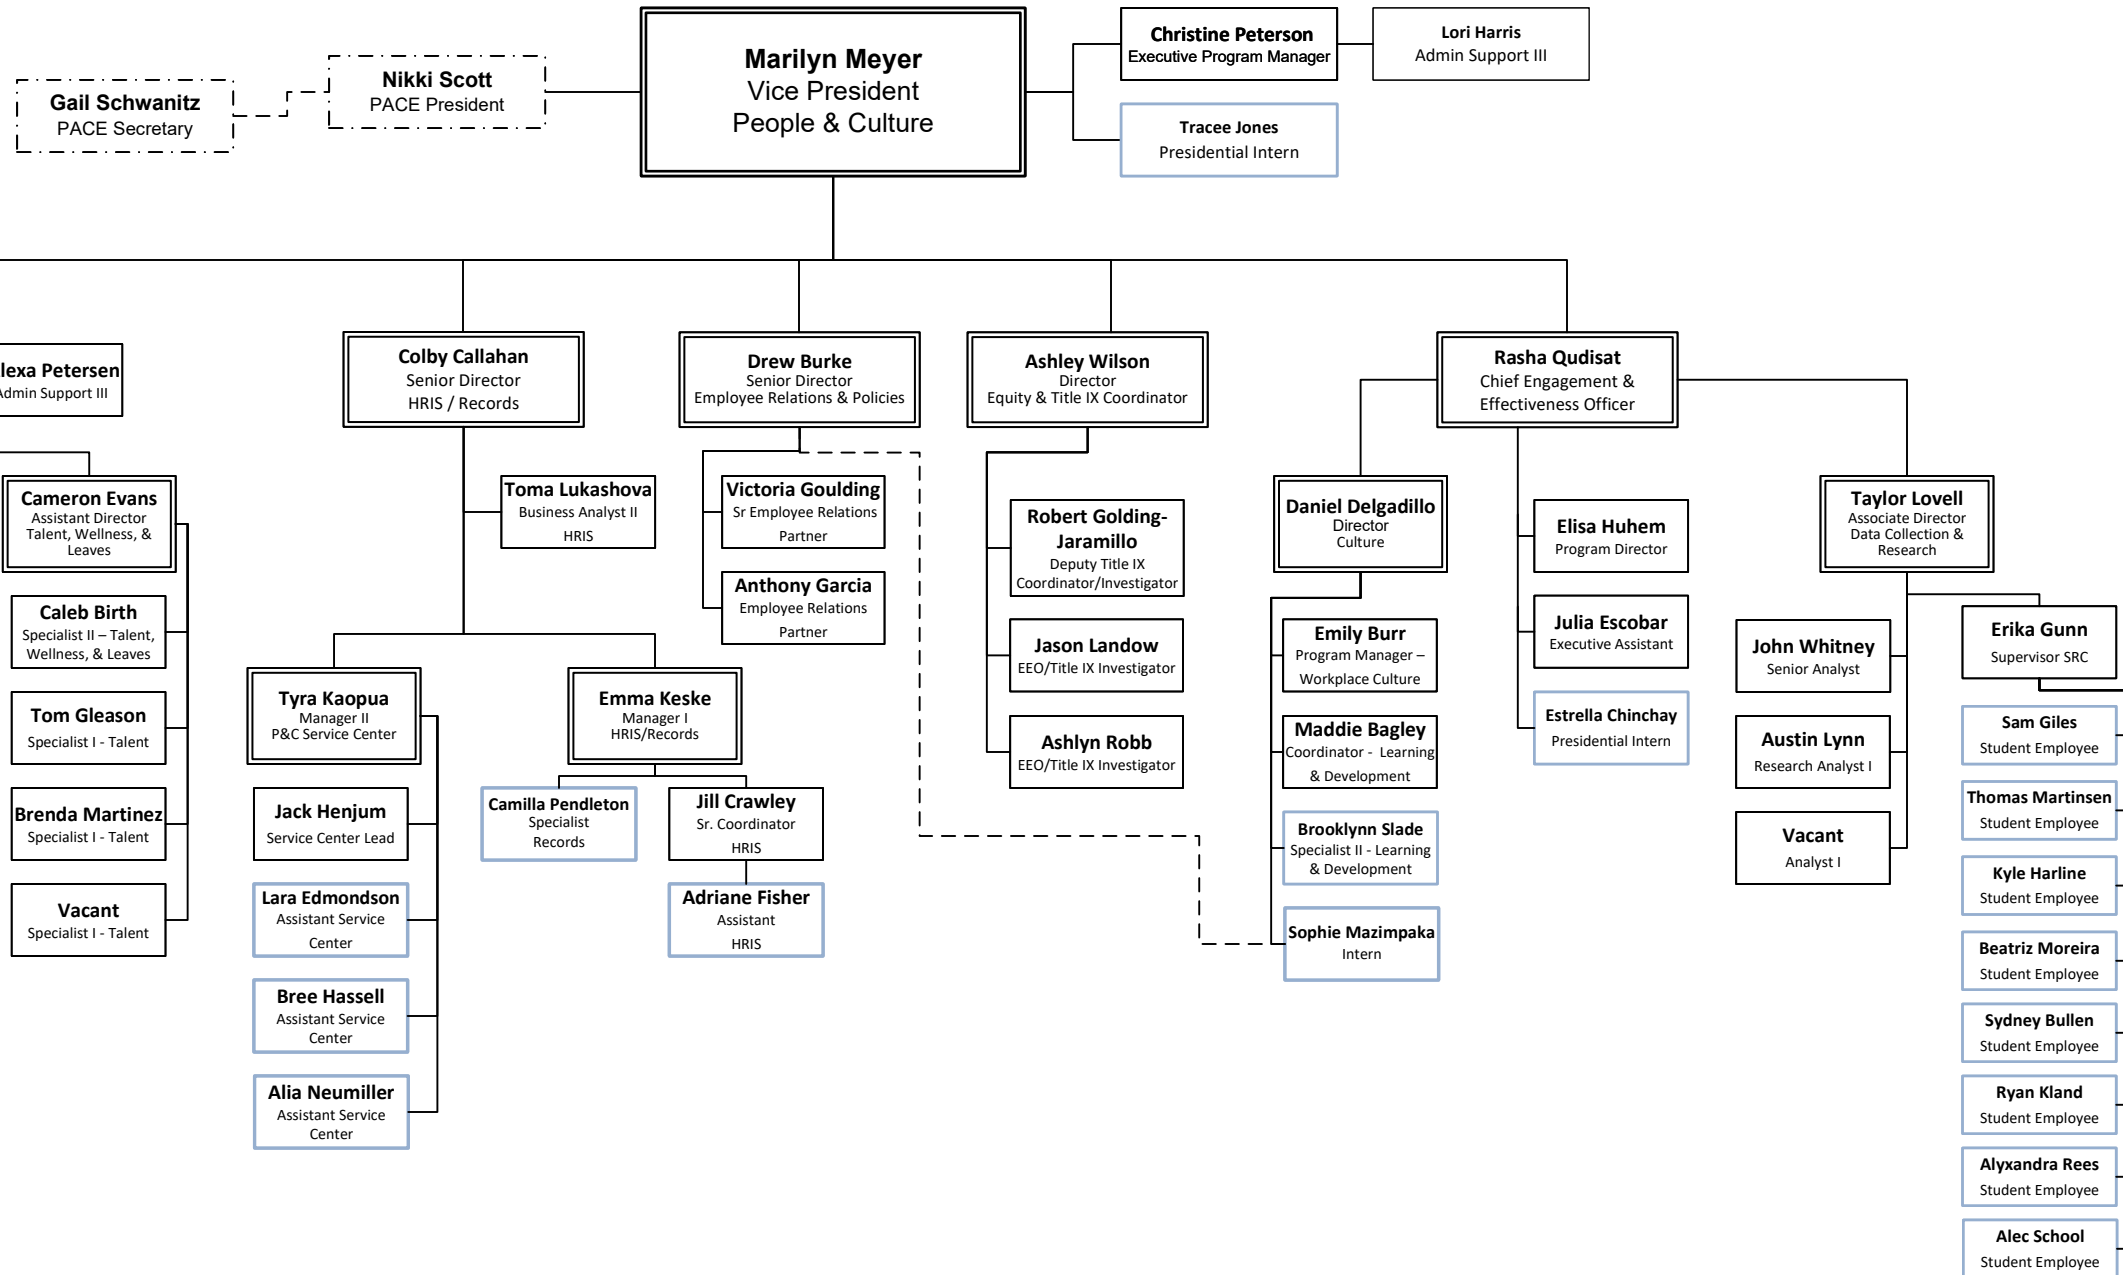 Marilyn Meyer
Vice President
People & Culture
Nikki Scott
PACE President
Gail Schwanitz
PACE Secretary
Christine Peterson
Executive Program Manager
Lori Harris
Admin Support III
Tracee Jones
Presidential Intern
lexa Petersen
Admin Support III
Cameron Evans
Assistant Director
Talent, Wellness, &
Leaves
Caleb Birth
Specialist II – Talent,
Wellness, & Leaves
Tom Gleason
Specialist I - Talent
Brenda Martinez
Specialist I - Talent
Vacant
Specialist I - Talent
Colby Callahan
Senior Director
HRIS / Records
Toma Lukashova
Business Analyst II
HRIS
Tyra Kaopua
Manager II
P&C Service Center
Jack Henjum
Service Center Lead
Lara Edmondson
Assistant Service
Center
Bree Hassell
Assistant Service
Center
Alia Neumiller
Assistant Service
Center
Emma Keske
Manager I
HRIS/Records
Camilla Pendleton
Specialist
Records
Jill Crawley
Sr. Coordinator
HRIS
Adriane Fisher
Assistant
HRIS
Drew Burke
Senior Director
Employee Relations & Policies
Victoria Goulding
Sr Employee Relations
Partner
Anthony Garcia
Employee Relations
Partner
Ashley Wilson
Director
Equity & Title IX Coordinator
Robert Golding-
Jaramillo
Deputy Title IX
Coordinator/Investigator
Jason Landow
EEO/Title IX Investigator
Ashlyn Robb
EEO/Title IX Investigator
Rasha Qudisat
Chief Engagement &
Effectiveness Officer
Daniel Delgadillo
Director
Culture
Emily Burr
Program Manager –
Workplace Culture
Maddie Bagley
Coordinator - Learning
& Development
Brooklynn Slade
Specialist II - Learning
& Development
Sophie Mazimpaka
Intern
Elisa Huhem
Program Director
Julia Escobar
Executive Assistant
Estrella Chinchay
Presidential Intern
Taylor Lovell
Associate Director
Data Collection &
Research
John Whitney
Senior Analyst
Austin Lynn
Research Analyst I
Vacant
Analyst I
Erika Gunn
Supervisor SRC
Sam Giles
Student Employee
Thomas Martinsen
Student Employee
Kyle Harline
Student Employee
Beatriz Moreira
Student Employee
Sydney Bullen
Student Employee
Ryan Kland
Student Employee
Alyxandra Rees
Student Employee
Alec School
Student Employee